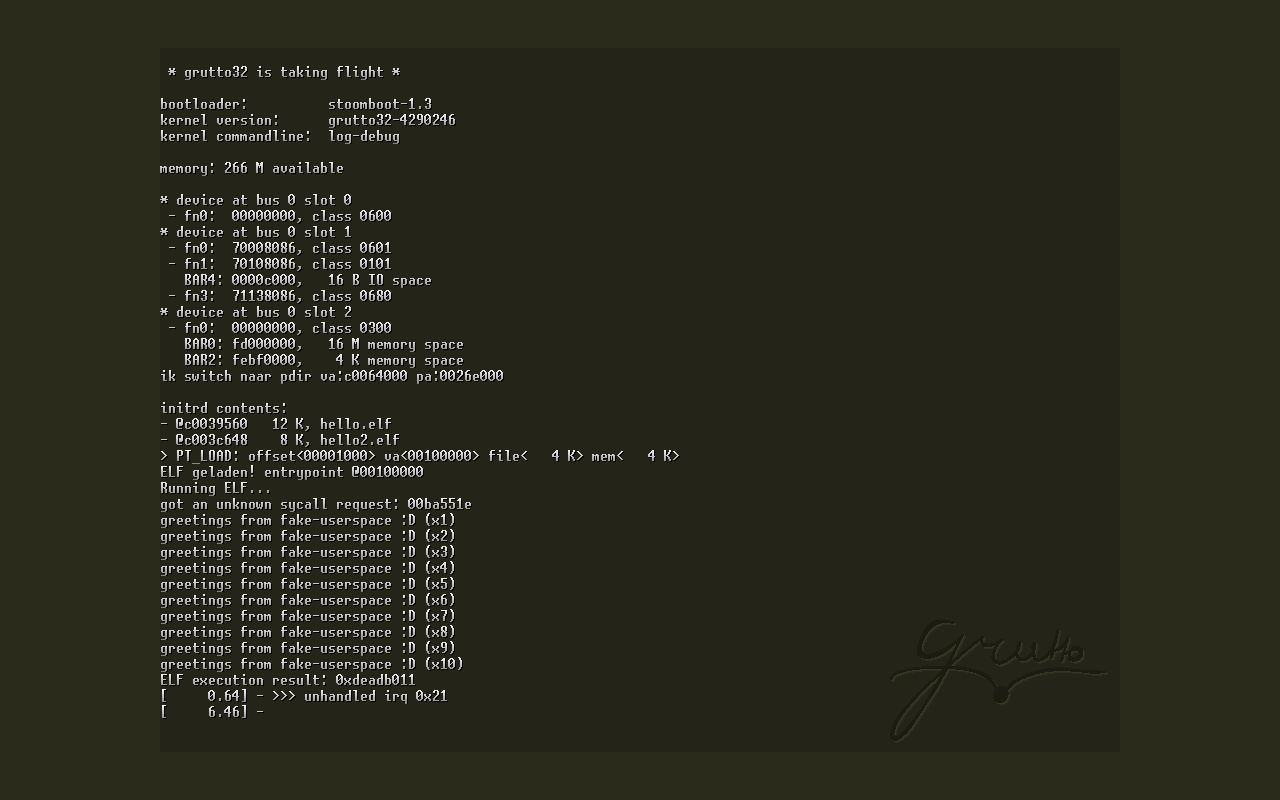 * grutto32 is taking flight *
bootloader: stoomboot-1.3
kernel version: grutto32-4290246
kernel commandline: log-debug
memory: 266 M available
* device at bus 0 slot 0
- fn0: 00000000, class 0600
* device at bus 0 slot 1
- fn0: 70008086, class 0601
- fn1: 70108086, class 0101
BAR4: 0000c000, 16 B IO space
- fn3: 71138086, class 0680
* device at bus 0 slot 2
- fn0: 00000000, class 0300
BAR0: fd000000, 16 M memory space
BAR2: febf0000, 4 K memory space
ik switch naar pdir va:c0064000 pa:0026e000
initrd contents:
- @c0039560 12 K, hello.elf
- @c003c648 8 K, hello2.elf
> PT_LOAD: offset<00001000> va<00100000> file< 4 K> mem< 4 K>
ELF geladen! entrypoint @00100000
Running ELF...
got an unknown sycall request: 00ba551e
greetings from fake-userspace :D (x1)
greetings from fake-userspace :D (x2)
greetings from fake-userspace :D (x3)
greetings from fake-userspace :D (x4)
greetings from fake-userspace :D (x5)
greetings from fake-userspace :D (x6)
greetings from fake-userspace :D (x7)
greetings from fake-userspace :D (x8)
greetings from fake-userspace :D (x9)
greetings from fake-userspace :D (x10)
ELF execution result: 0xdeadb011
[ 0.64] - >>> unhandled irq 0x21
[ 6.46] -
grutto